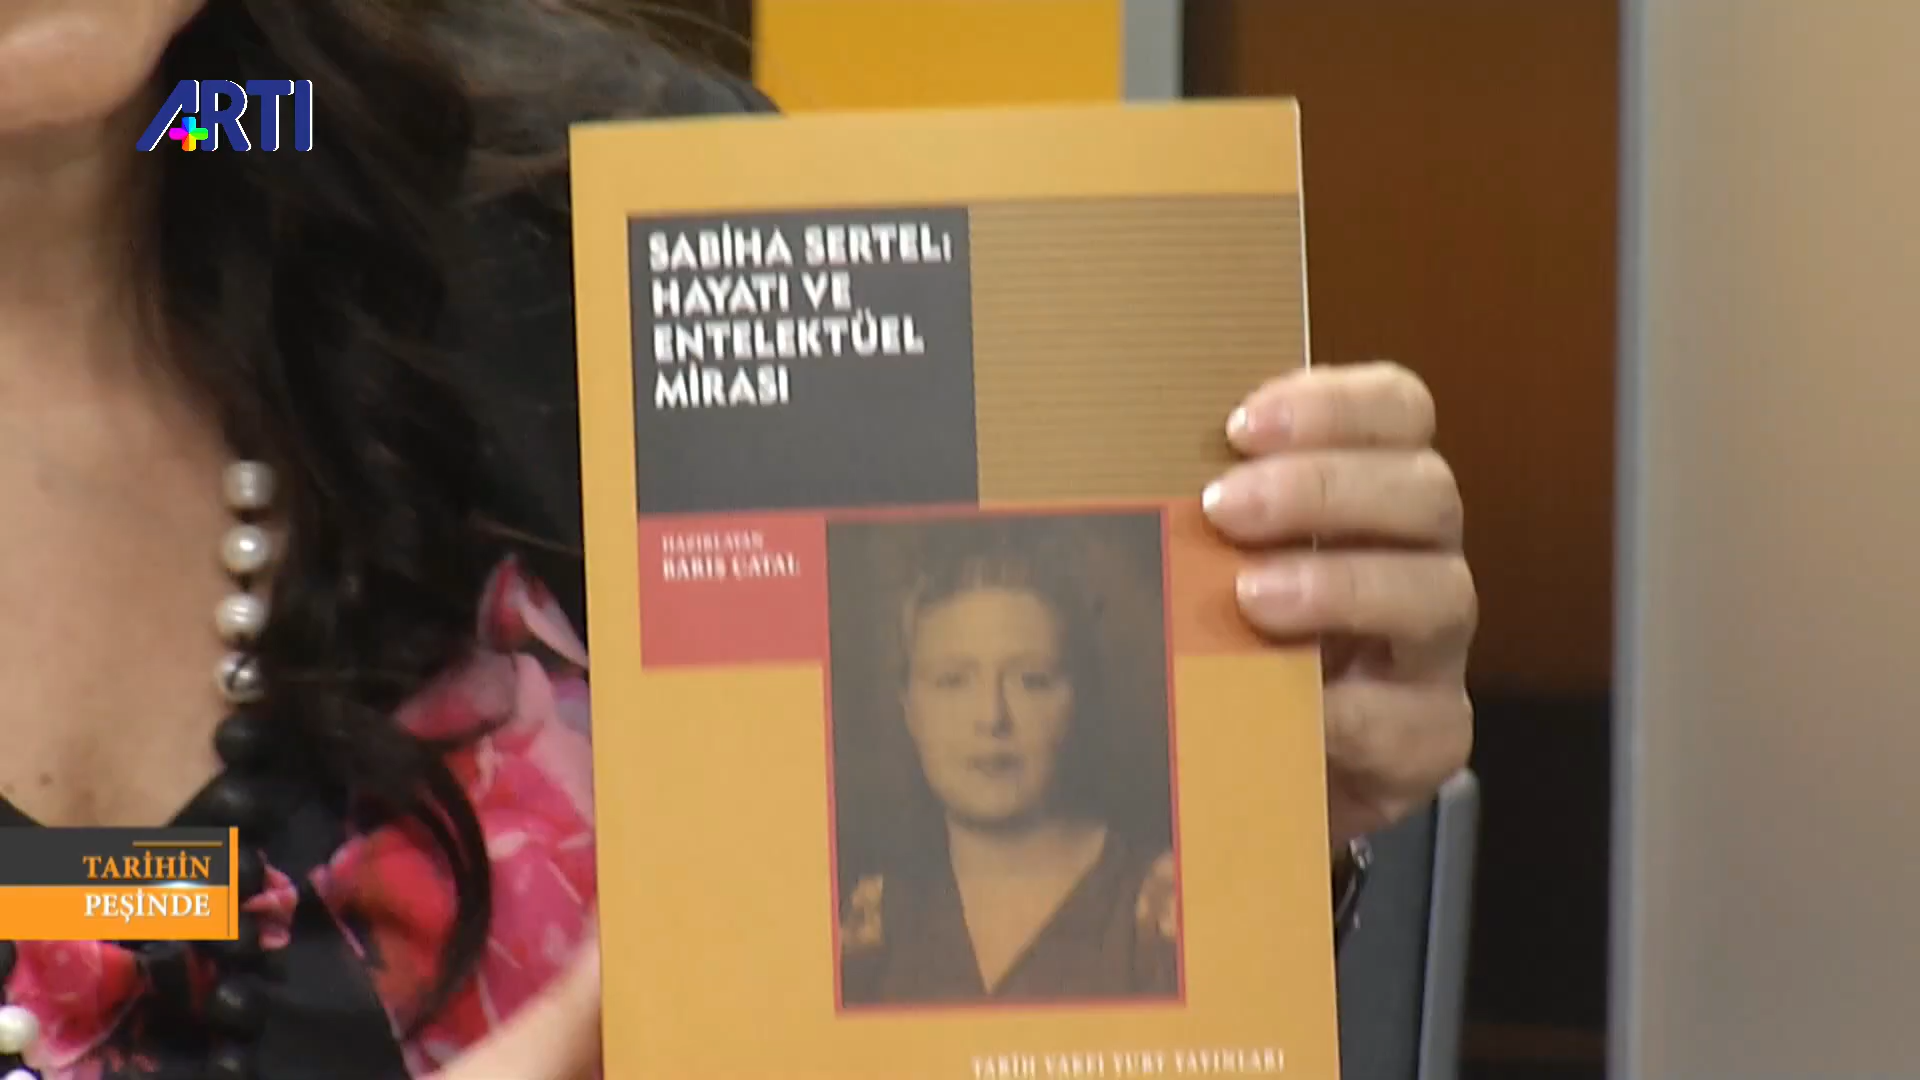 ARTI
SABİHA SERTEL:
HAYATI VE
ENTELEKTÜEL
MİRASI
HAZIRLAYAN
BARIŞ ÇATAL
TARİHİN
PEŞİNDE
TARİH VAKFI YURT YAYINLARI